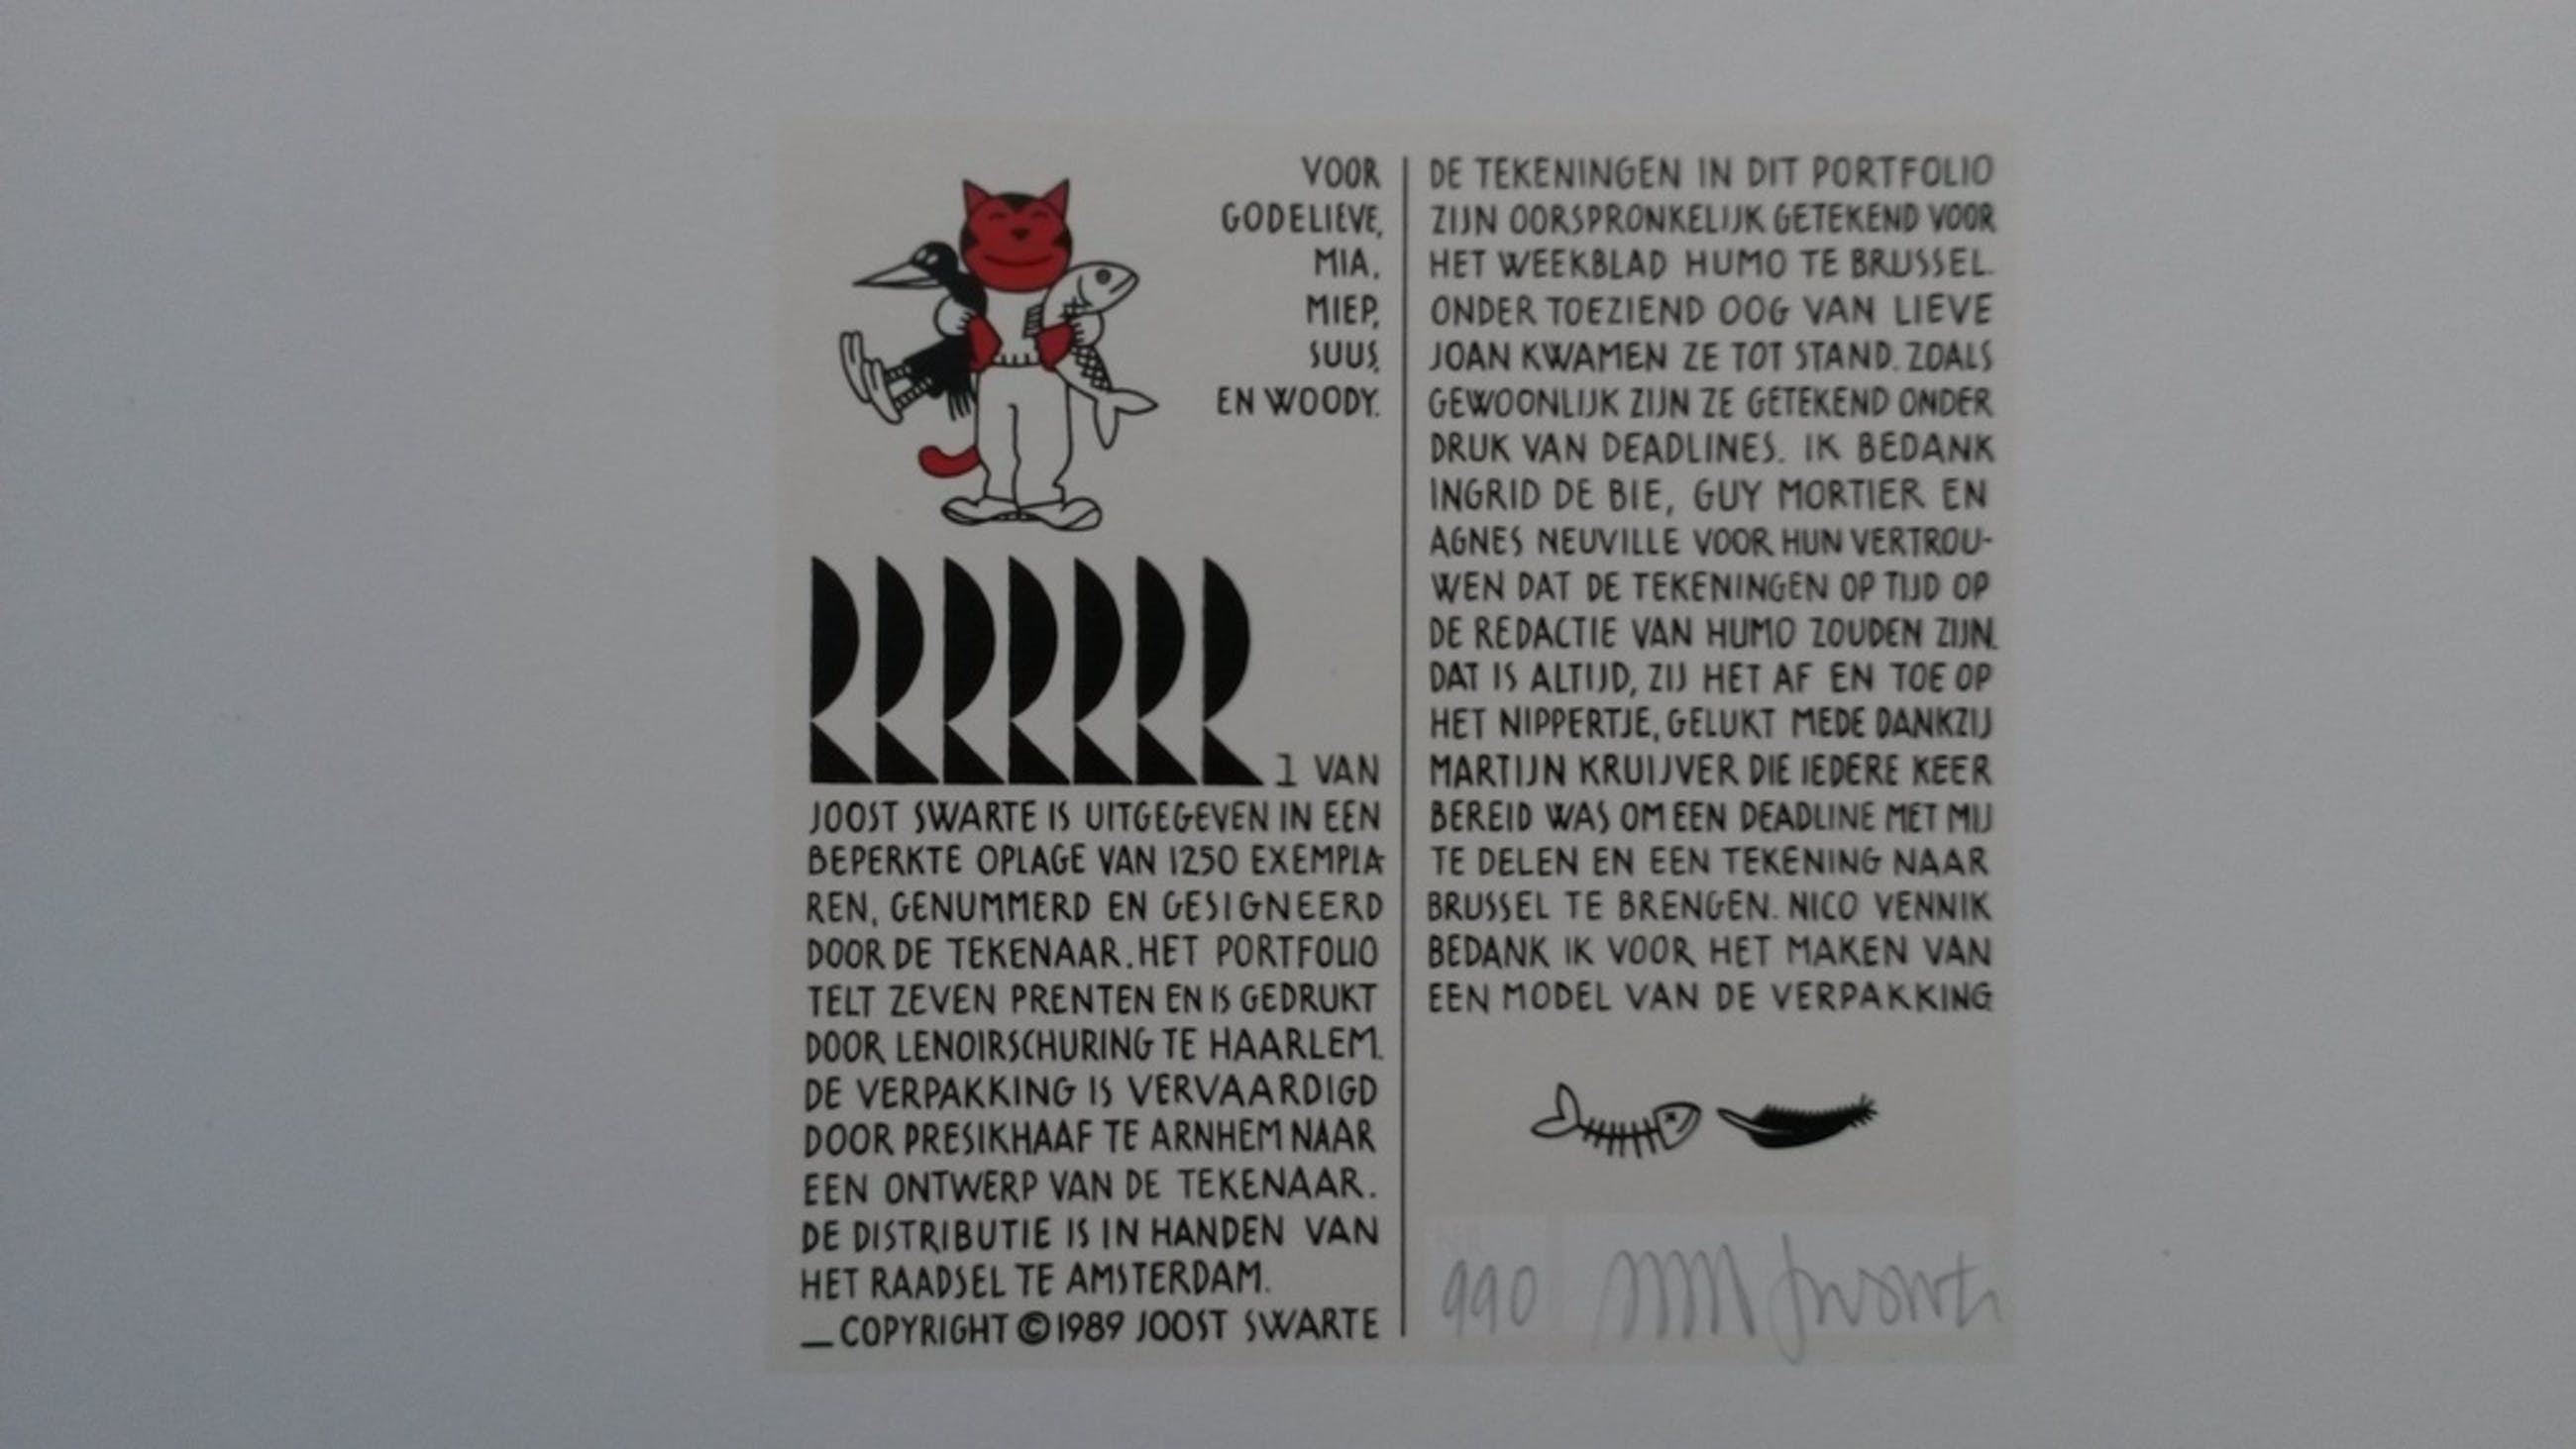 VOOR
GODELIEVE,
MIA,
MIEP,
SUUS,
EN WOODY.
RRRRRRR 1 VAN
JOOST SWARTE IS UITGEGEVEN IN EEN
BEPERKTE OPLAGE VAN 1250 EXEMPLA-
REN, GENUMMERD EN GESIGNEERD
DOOR DE TEKENAAR. HET PORTFOLIO
TELT ZEVEN PRENTEN EN IS GEDRUKT
DOOR LENOIRSCHURING TE HAARLEM.
DE VERPAKKING IS VERVAARDIGD
DOOR PRESIKHAAF TE ARNHEM NAAR
EEN ONTWERP VAN DE TEKENAAR.
DE DISTRIBUTIE IS IN HANDEN VAN
HET RAADSEL TE AMSTERDAM.
_ COPYRIGHT © 1989 JOOST SWARTE
DE TEKENINGEN IN DIT PORTFOLIO
ZIJN OORSPRONKELIJK GETEKEND VOOR
HET WEEKBLAD HUMO TE BRUSSEL.
ONDER TOEZIEND OOG VAN LIEVE
JOAN KWAMEN ZE TOT STAND. ZOALS
GEWOONLIJK ZIJN ZE GETEKEND ONDER
DRUK VAN DEADLINES. IK BEDANK
INGRID DE BIE, GUY MORTIER EN
AGNES NEUVILLE VOOR HUN VERTROU-
WEN DAT DE TEKENINGEN OP TIJD OP
DE REDACTIE VAN HUMO ZOUDEN ZIJN.
DAT IS ALTIJD, ZIJ HET AF EN TOE OP
HET NIPPERTJE, GELUKT MEDE DANKZIJ
MARTIJN KRUIJVER DIE IEDERE KEER
BEREID WAS OM EEN DEADLINE MET MIJ
TE DELEN EN EEN TEKENING NAAR
BRUSSEL TE BRENGEN. NICO VENNIK
BEDANK IK VOOR HET MAKEN VAN
EEN MODEL VAN DE VERPAKKING
990 Swarte